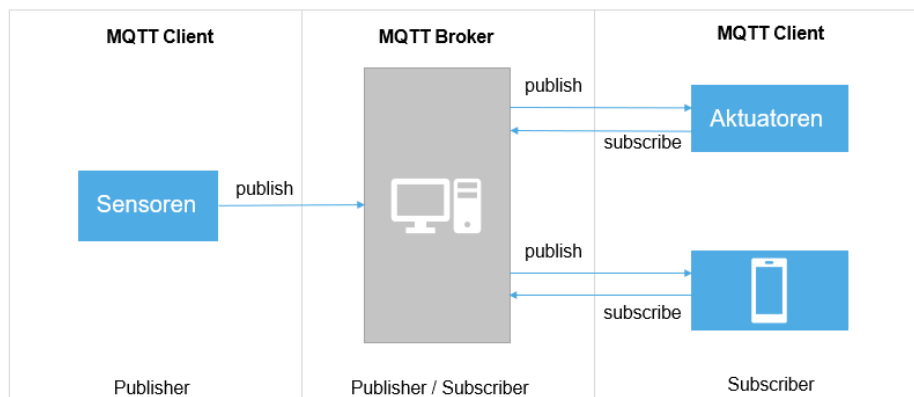 MQTT Client
MQTT Broker
MQTT Client
Sensoren
publish
publish
Aktuatoren
subscribe
publish
subscribe
Publisher
Publisher / Subscriber
Subscriber